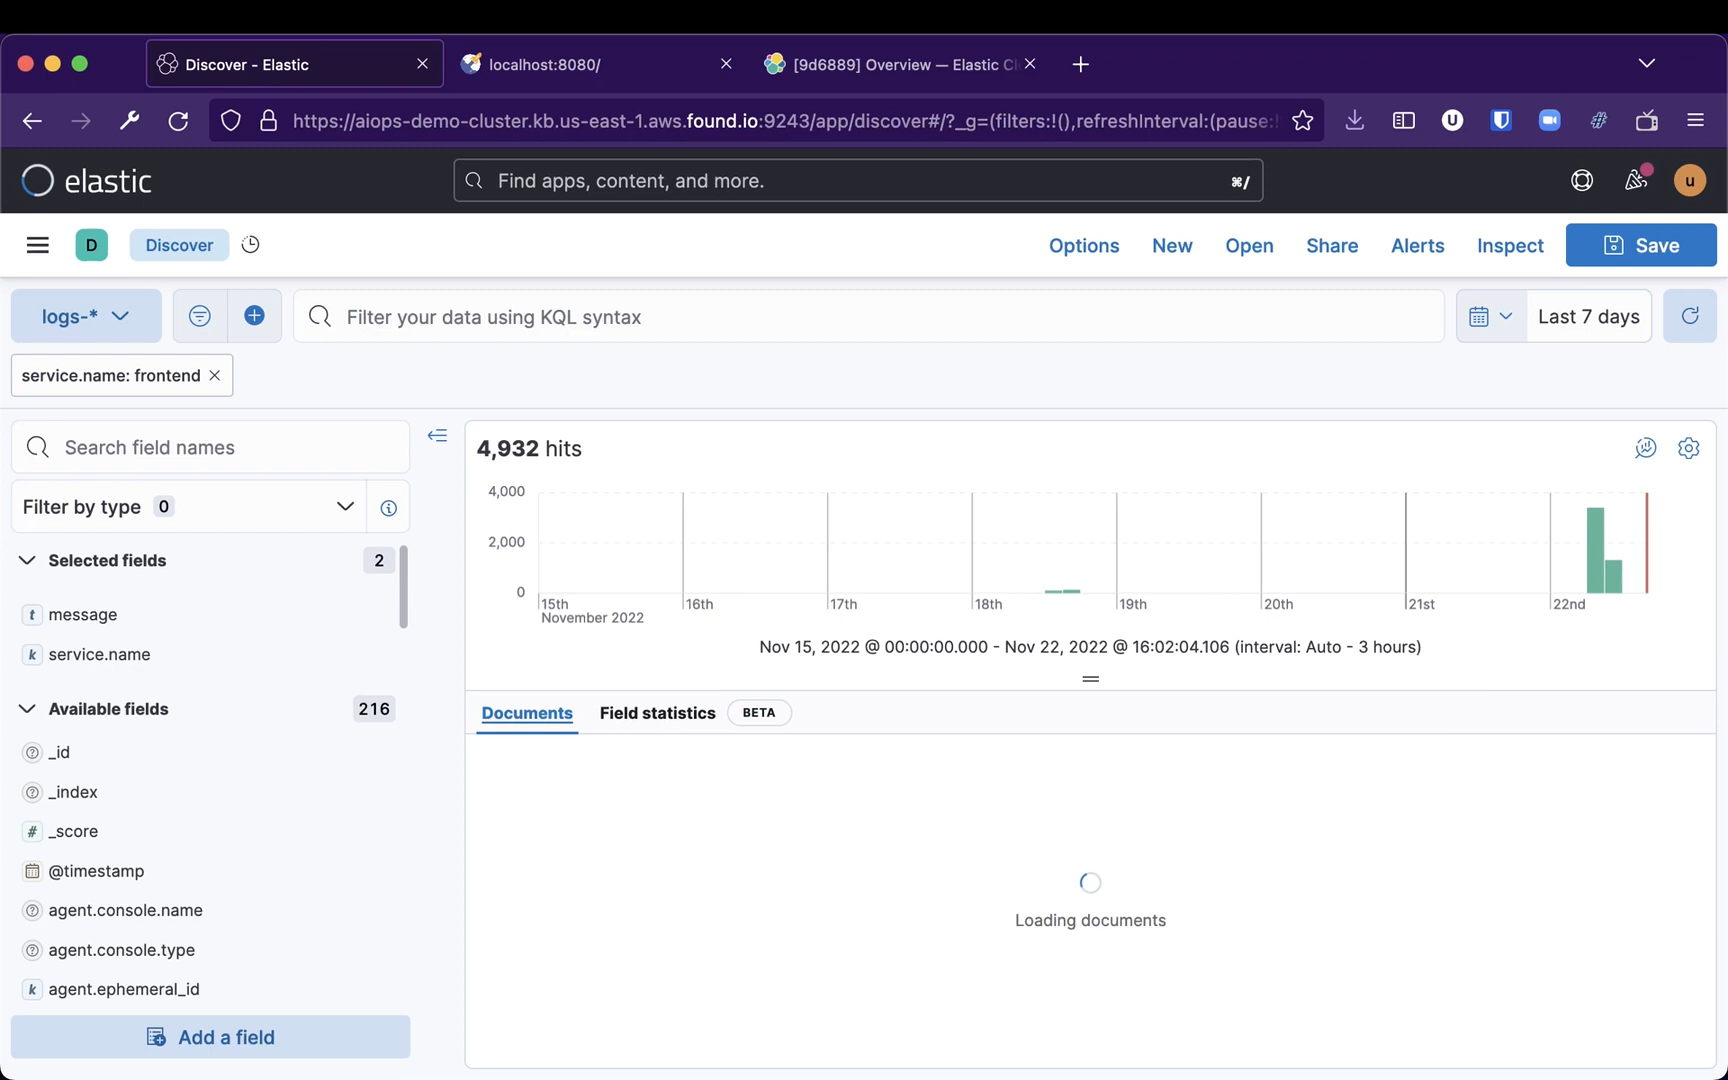 Discover - Elastic
localhost:8080/
[9d6889] Overview — Elastic Cl
https://aiops-demo-cluster.kb.us-east-1.aws.found.io:9243/app/discover#/?_g=(filters:!(),refreshInterval:(pause:!
U
#
elastic
Find apps, content, and more.
⌘/
u
D
Discover
Options
New
Open
Share
Alerts
Inspect
Save
logs-*
Filter your data using KQL syntax
Last 7 days
service.name: frontend
Search field names
Filter by type 0
Selected fields
2
t message
k service.name
Available fields
216
_id
_index
# _score
@timestamp
agent.console.name
agent.console.type
k agent.ephemeral_id
Add a field
4,932 hits
4,000
2,000
0
15th
November 2022
16th
17th
18th
19th
20th
21st
22nd
Nov 15, 2022 @ 00:00:00.000 - Nov 22, 2022 @ 16:02:04.106 (interval: Auto - 3 hours)
Documents
Field statistics
BETA
Loading documents